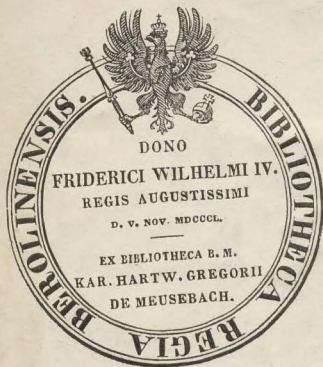 BIBLIOTHECA REGIA BEROLINENSIS.
DONO
FRIDERICI WILHELMI IV.
REGIS AUGUSTISSIMI
D. V. NOV. MDCCCL.
EX BIBLIOTHECA B. M.
KAR. HARTW. GREGORII
DE MEUSEBACH.